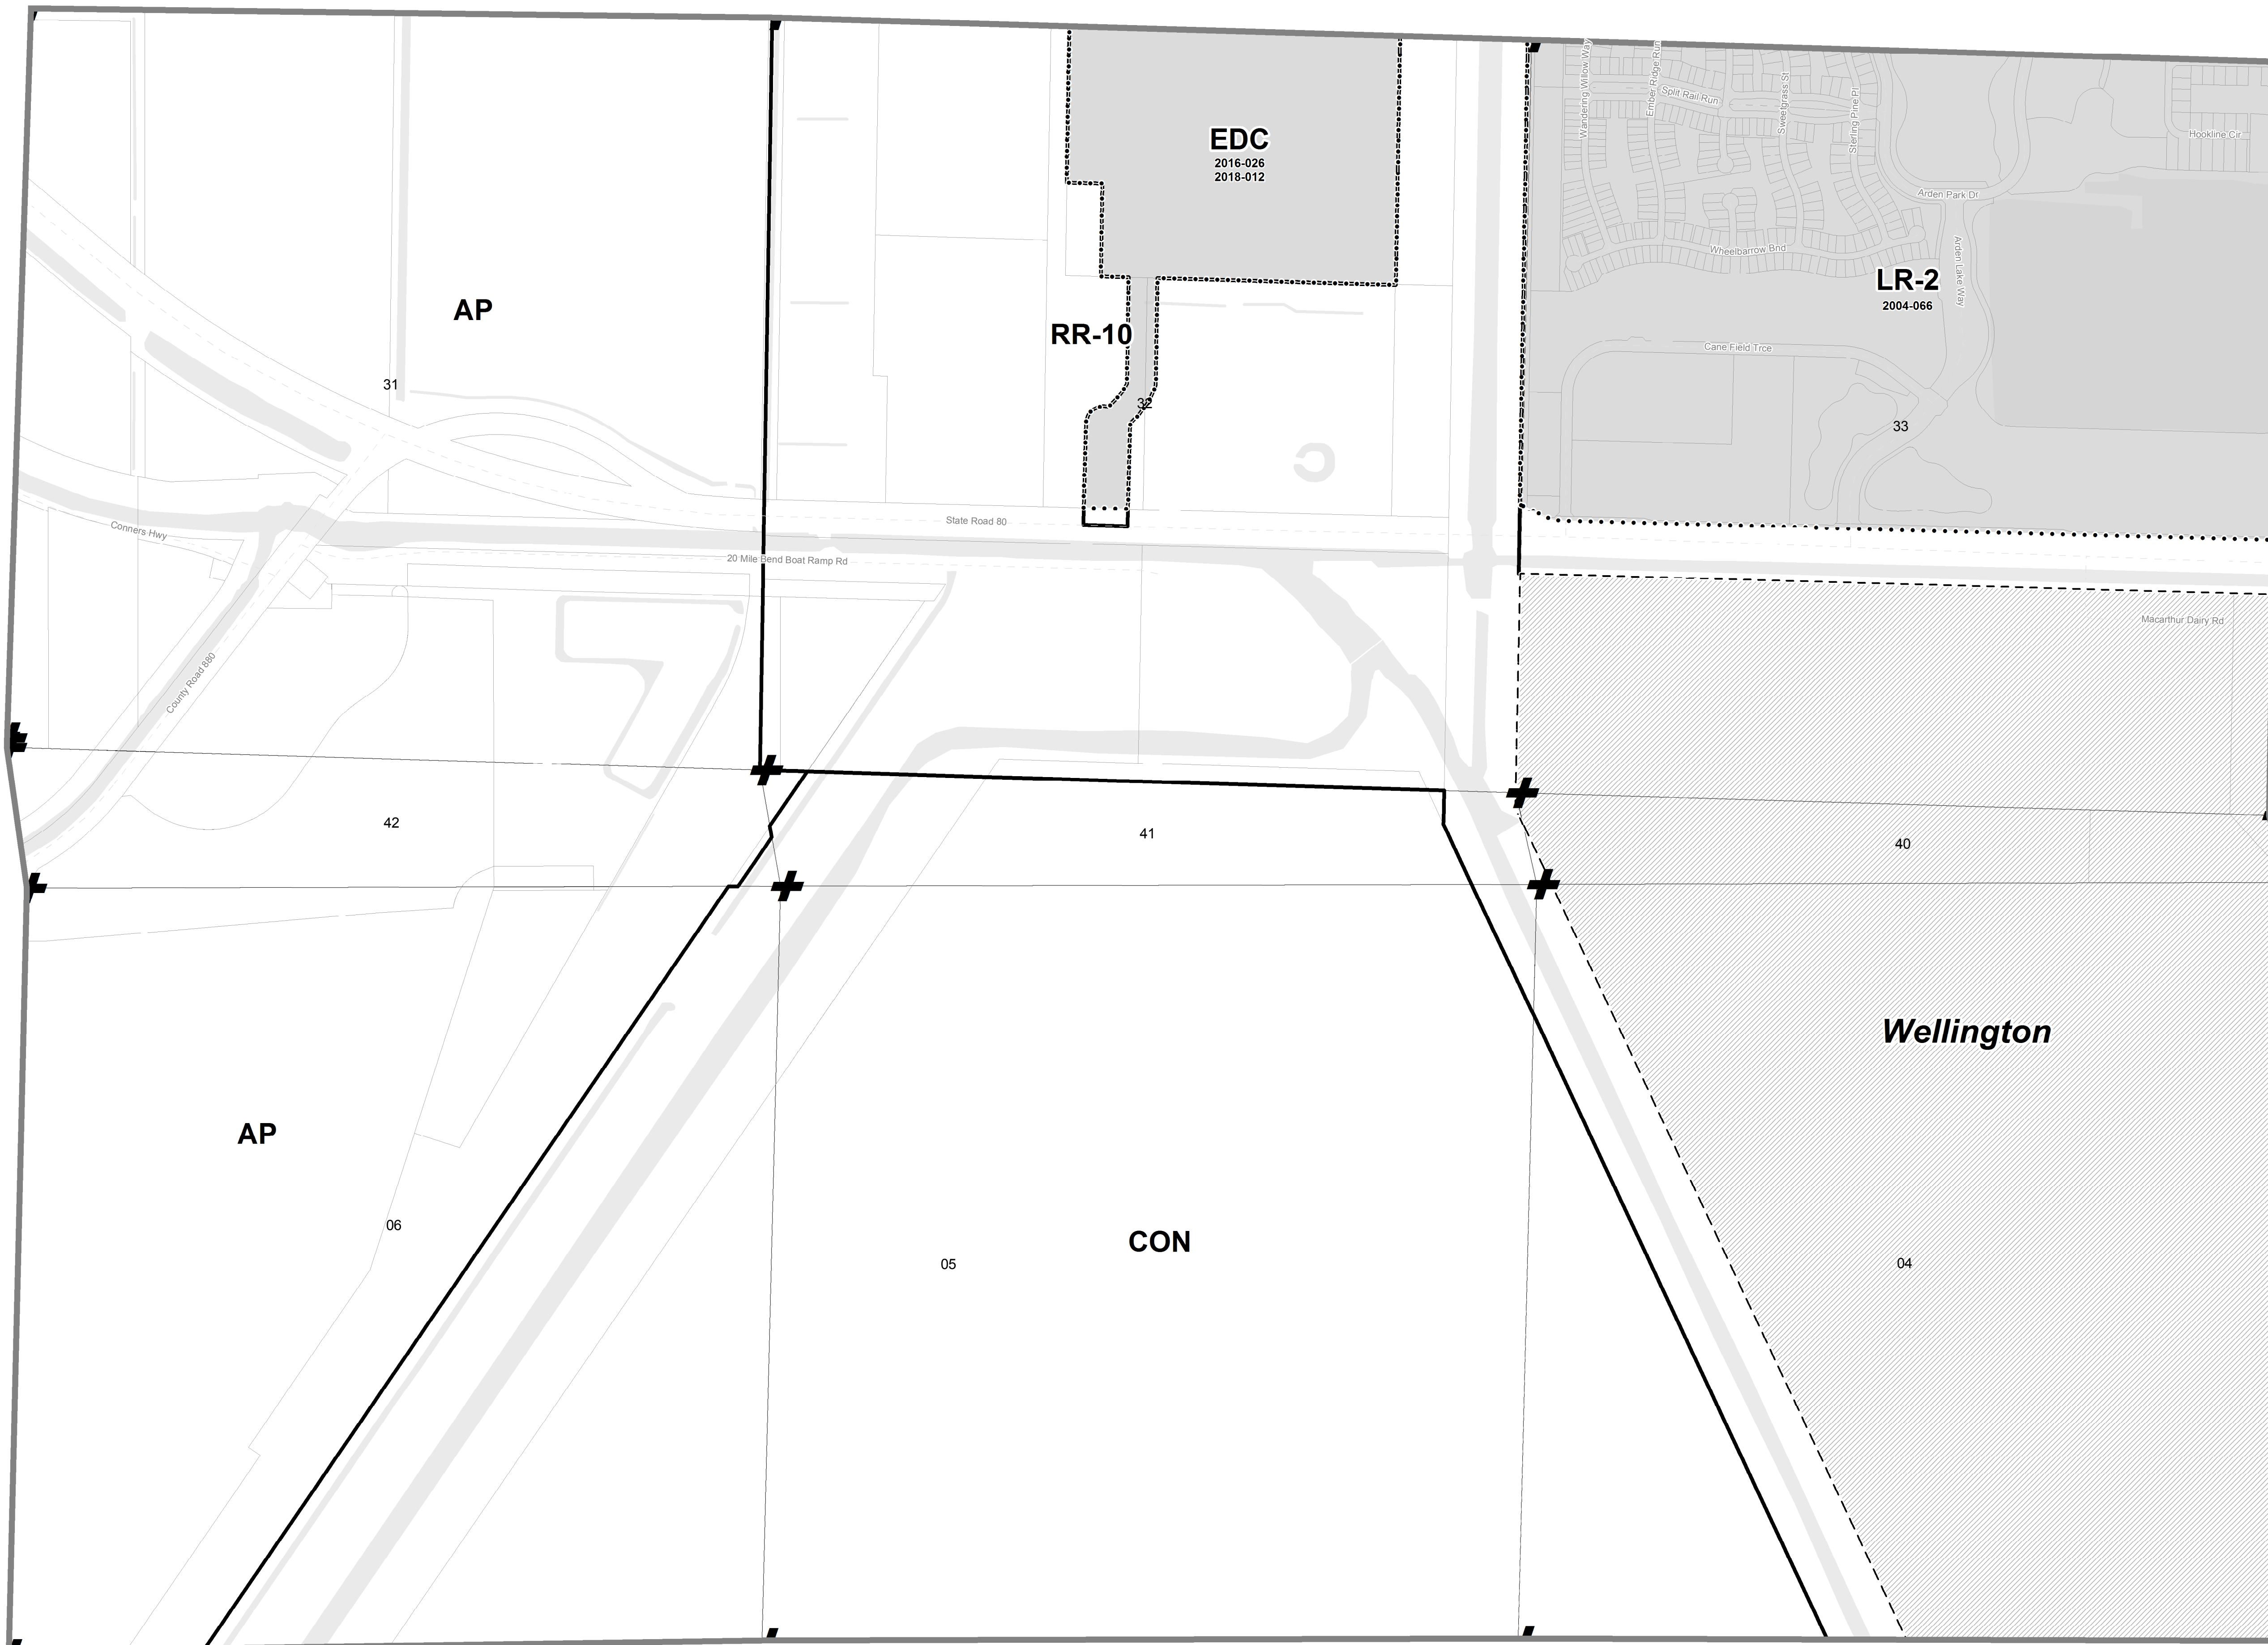 Wandering Willow Way
Ember Ridge Run
Split Rail Run
Sweetgrass St
Sterling Pine Pl
Hookline Cir
EDC
2016-026
2018-012
Arden Park Dr
Wheelbarrow Bnd
Arden Lake Way
LR-2
2004-066
AP
RR-10
Cane Field Trce
31
32
33
State Road 80
Conners Hwy
20 Mile Bend Boat Ramp Rd
Macarthur Dairy Rd
County Road 880
42
41
40
Wellington
AP
06
CON
05
04